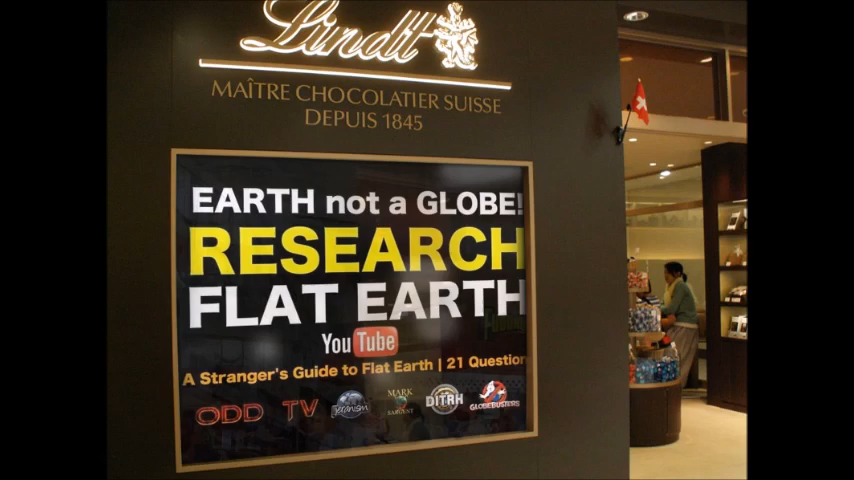 Lindt
MAÎTRE CHOCOLATIER SUISSE
DEPUIS 1845
EARTH not a GLOBE!
RESEARCH
FLAT EARTH
YouTube
A Stranger's Guide to Flat Earth | 21 Question
ODD TV jeranism MARK SARGENT DITRH GLOBEBUSTERS